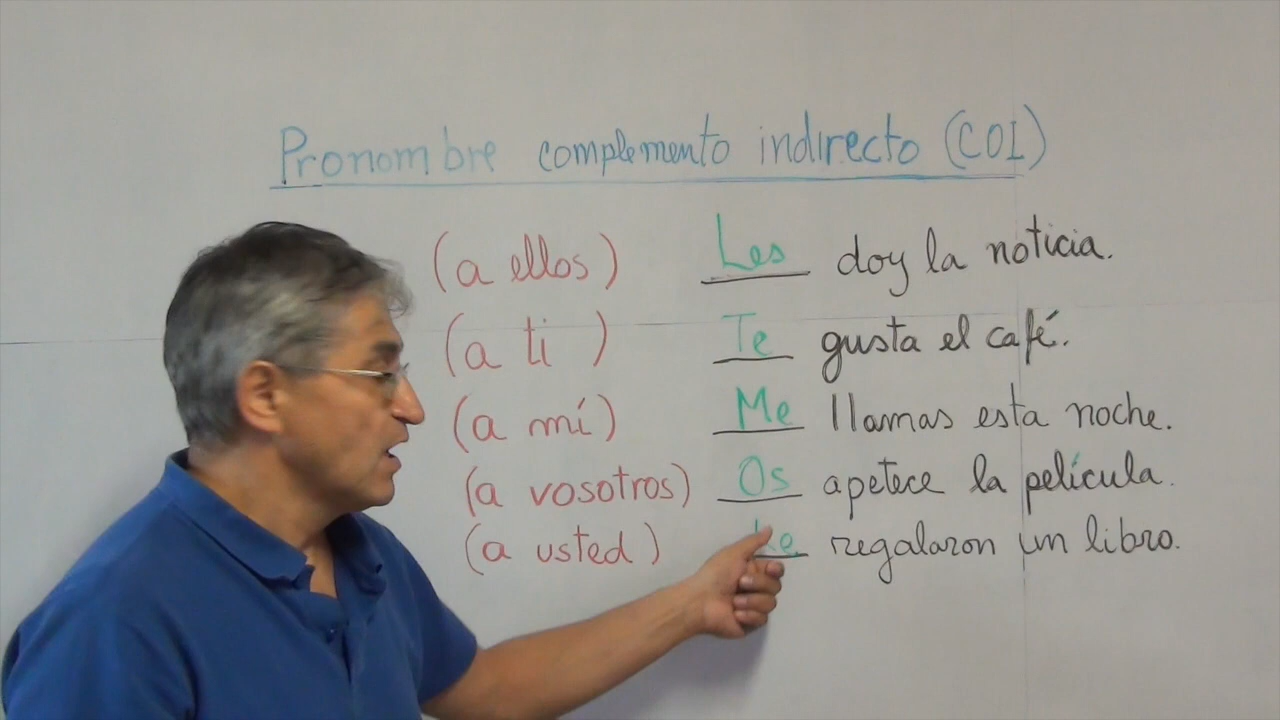 Pronombre complemento indirecto (COI)
(a ellos) Les doy la noticia.
(a ti) Te gusta el café.
(a mí) Me llamas esta noche.
(a vosotros) Os apetece la película.
(a usted) Le regalaron un libro.